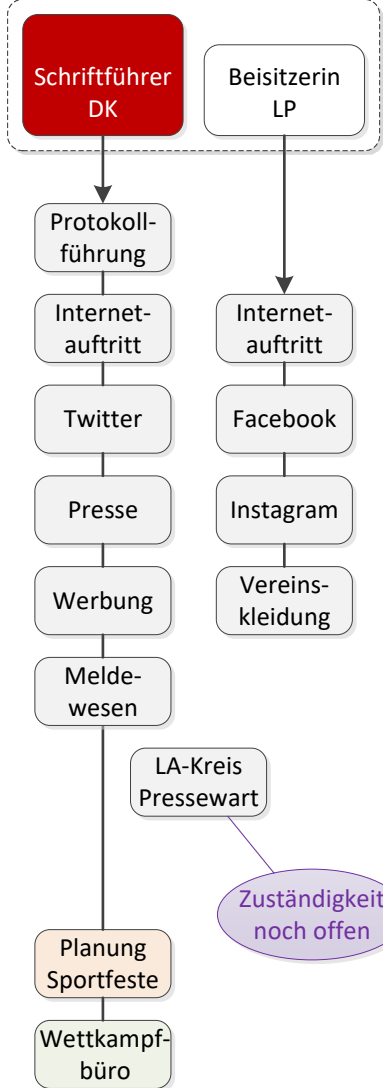 Schriftführer
DK
Beisitzerin
LP
Protokoll-
führung
Internet-
auftritt
Twitter
Presse
Werbung
Melde-
wesen
Internet-
auftritt
Facebook
Instagram
Vereins-
kleidung
LA-Kreis
Pressewart
Zuständigkeit
noch offen
Planung
Sportfeste
Wettkampf-
büro